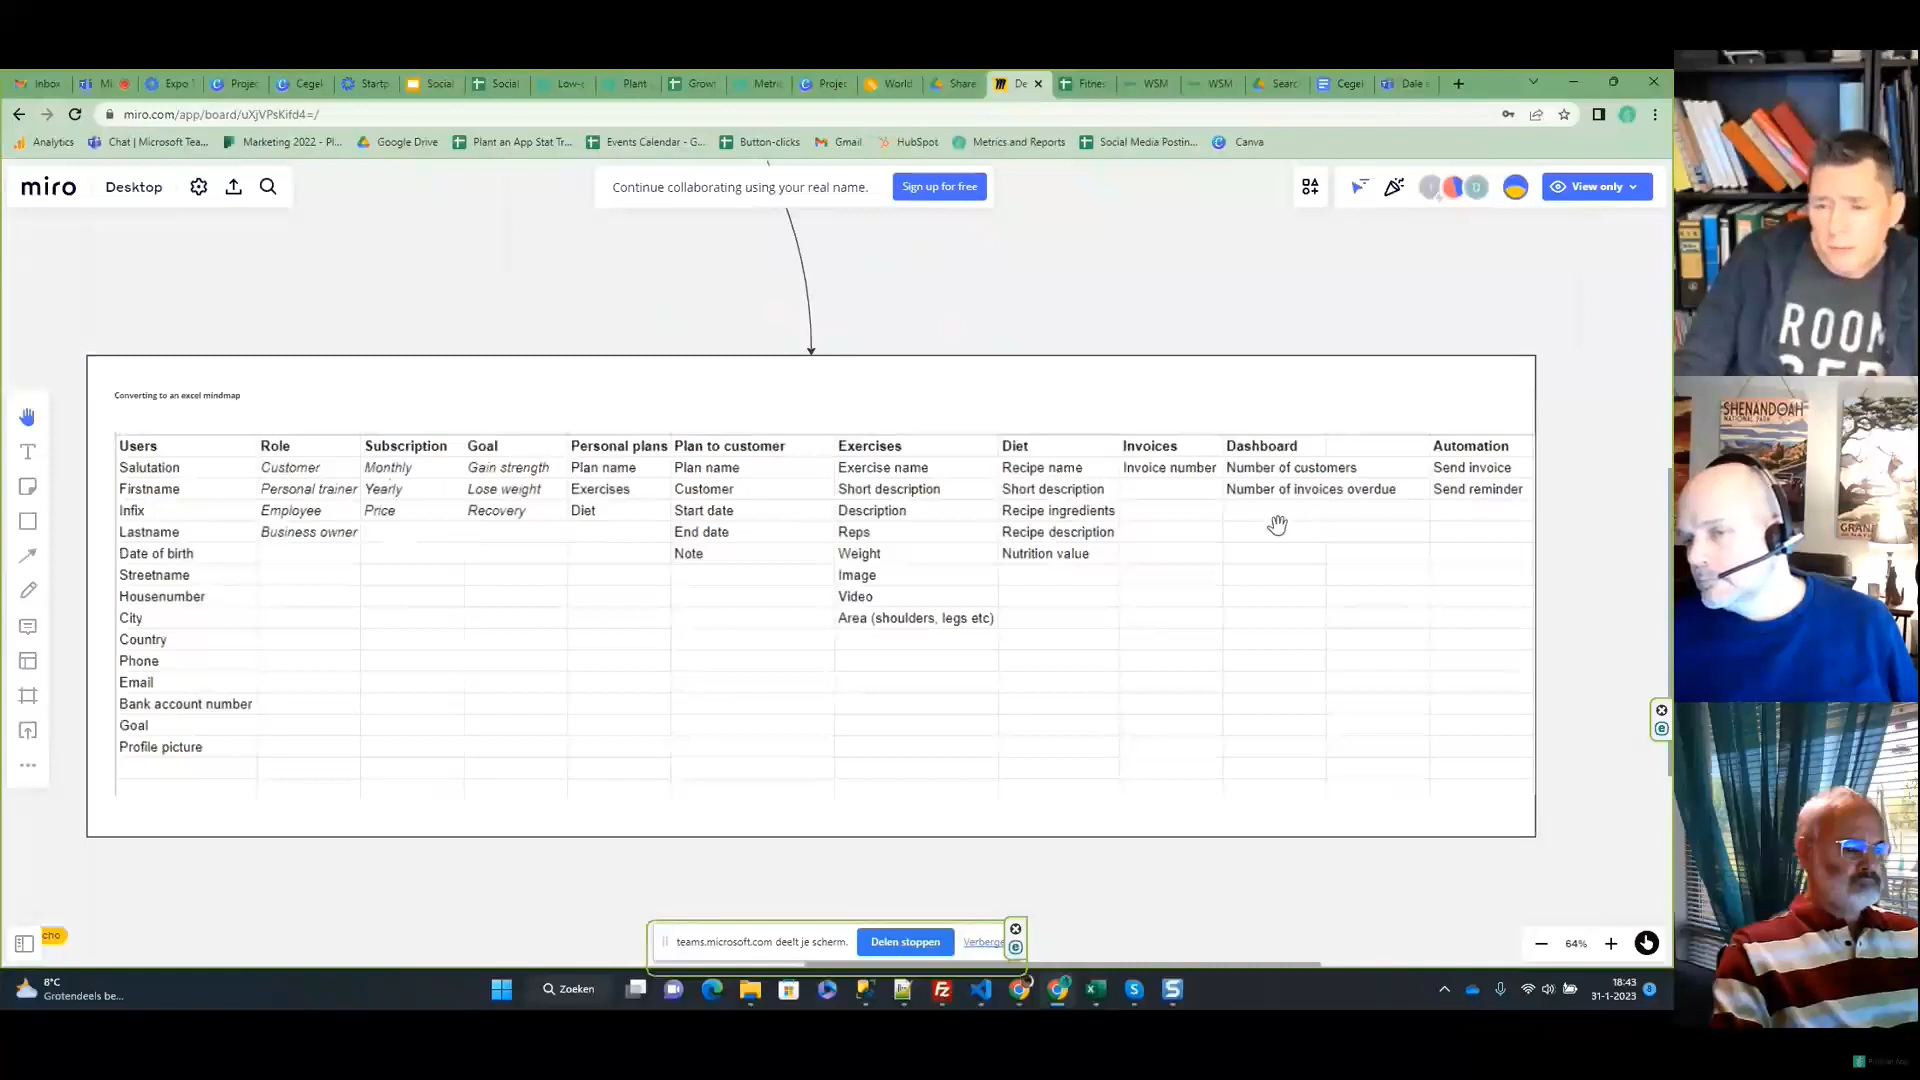 Inbox Mi Expo Projec Cegel Startp Social Social Low-c Plant Grow Metric Projec World Share De Fitne: WSM WSM Searc Cegel Dale
miro.com/app/board/uXjVPsKifd4=/
Analytics Chat | Microsoft Tea... Marketing 2022 - Pl... Google Drive Plant an App Stat Tr... Events Calendar - G... Button-clicks Gmail HubSpot Metrics and Reports Social Media Postin... Canva
miro Desktop Continue collaborating using your real name. Sign up for free View only
Converting to an excel mindmap
Users Role Subscription Goal Personal plans Plan to customer Exercises Diet Invoices Dashboard Automation
Salutation Customer Monthly Gain strength Plan name Plan name Exercise name Recipe name Invoice number Number of customers Send invoice
Firstname Personal trainer Yearly Lose weight Exercises Customer Short description Short description Number of invoices overdue Send reminder
Infix Employee Price Recovery Diet Start date Description Recipe ingredients
Lastname Business owner End date Reps Recipe description
Date of birth Note Weight Nutrition value
Streetname Image
Housenumber Video
City Area (shoulders, legs etc)
Country
Phone
Email
Bank account number
Goal
Profile picture
cho
teams.microsoft.com deelt je scherm. Delen stoppen Verberge
64%
8°C
Grotendeels be...
Zoeken
18:43
31-1-2023
8
ROOM
SHENANDOAH
NATIONAL PARK